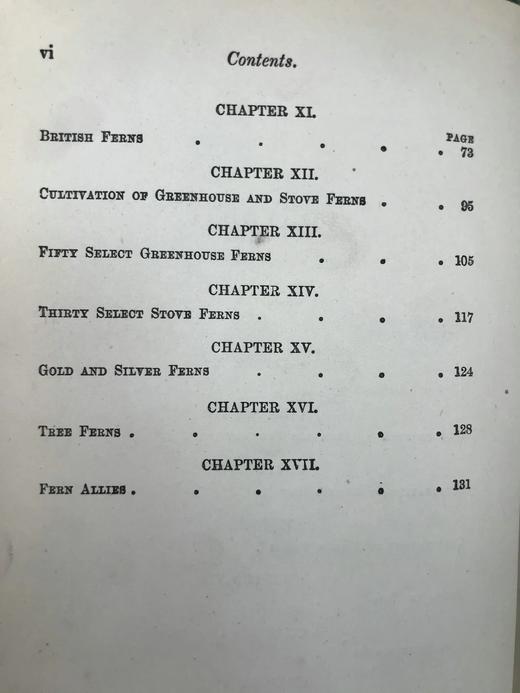 vi
Contents.
CHAPTER XI.
PAGE
British Ferns . . . . . 73
CHAPTER XII.
Cultivation of Greenhouse and Stove Ferns . . 95
CHAPTER XIII.
Fifty Select Greenhouse Ferns . . . 105
CHAPTER XIV.
Thirty Select Stove Ferns . . . . 117
CHAPTER XV.
Gold and Silver Ferns . . . . 124
CHAPTER XVI.
Tree Ferns . . . . . . 128
CHAPTER XVII.
Fern Allies . . . . . . 131